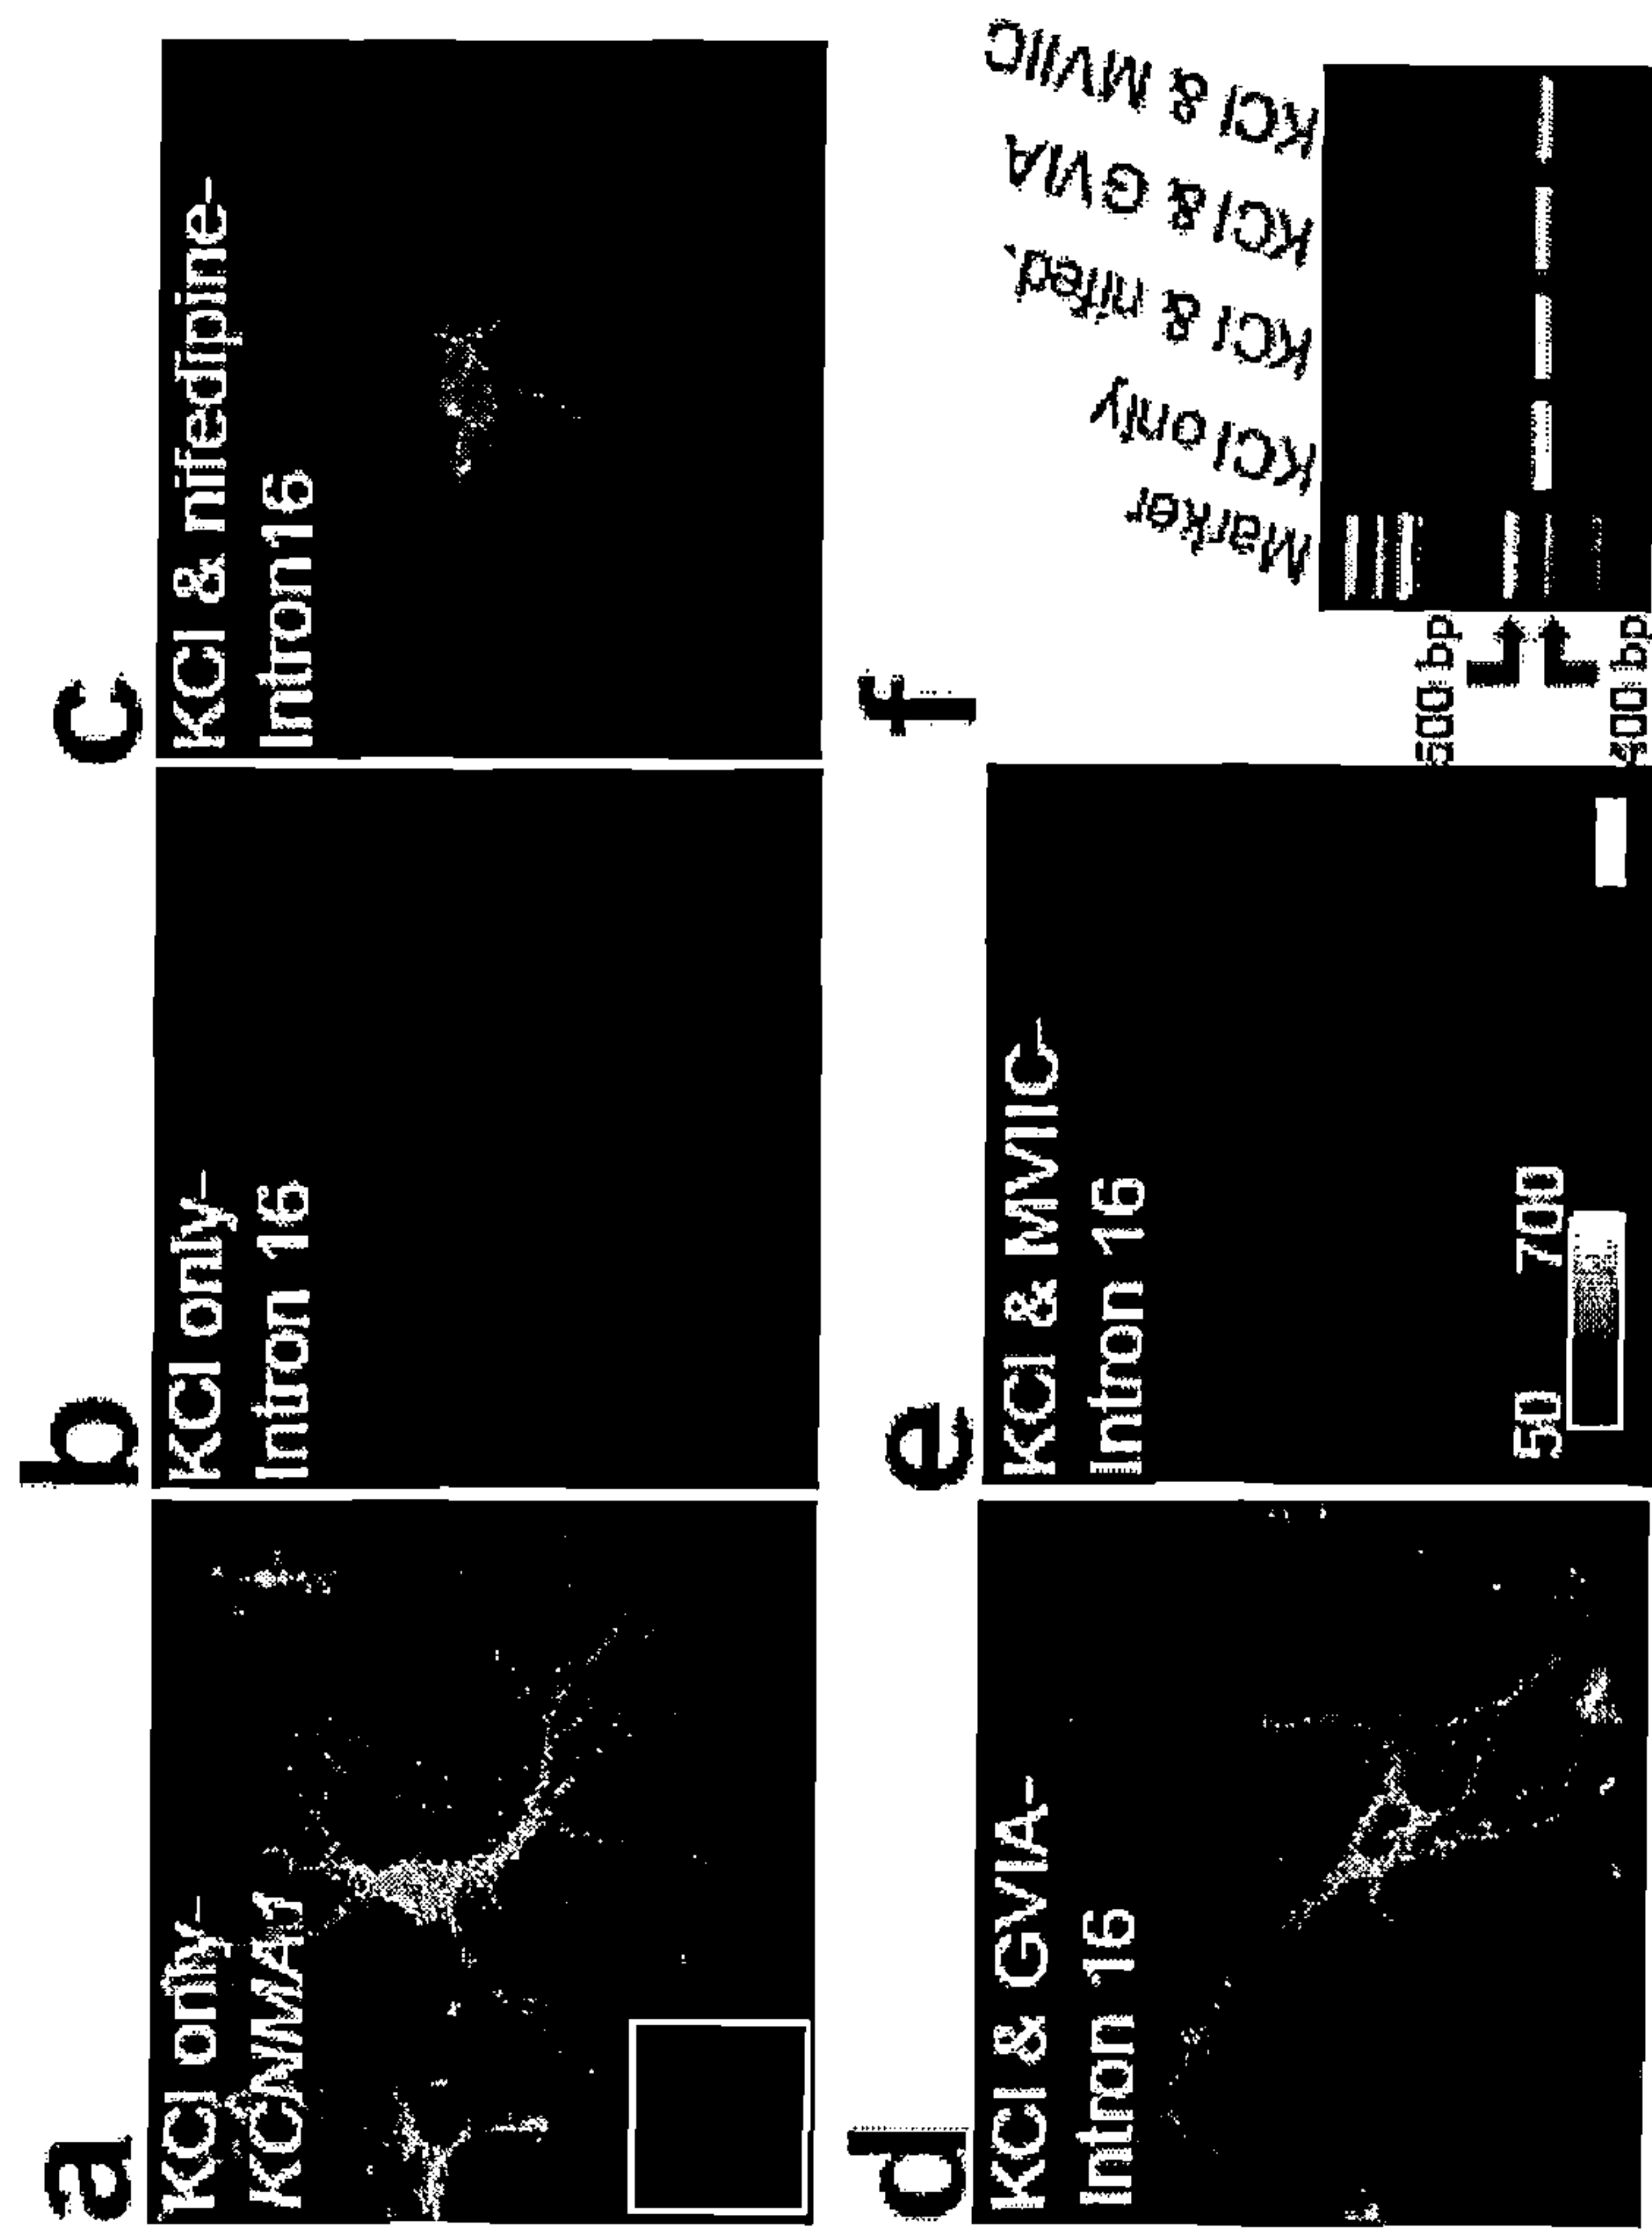 a
KCl only-
KCNMA1
b
KCl only-
Intron 16
c
KCl & nifedipine-
Intron16
d
KCl & GVIA-
Intron 16
e
KCl & MVIIC-
Intron 16
50 700
f
Marker
KCl only
KCl & nifed.
KCl & GVIA
KCl & MVIIC
500 bp
400 bp